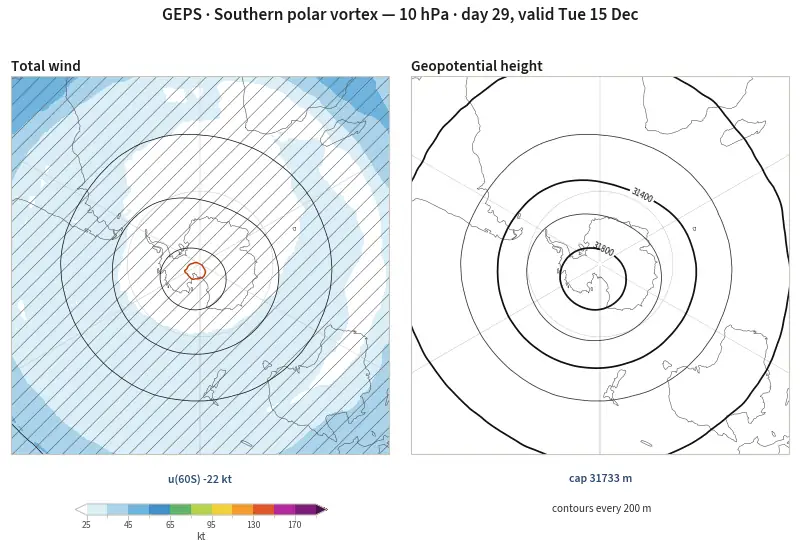 GEPS · Southern polar vortex — 10 hPa · day 29, valid Tue 15 Dec
Total wind
Geopotential height
31400
31800
u(60S) -22 kt
cap 31733 m
contours every 200 m
25 45 65 95 130 170
kt